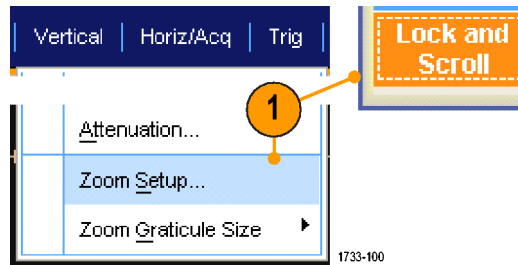 Vertical | Horiz/Acq | Trig |
Lock and
Scroll
1
Attenuation...
Zoom Setup...
Zoom Graticule Size
1733-100